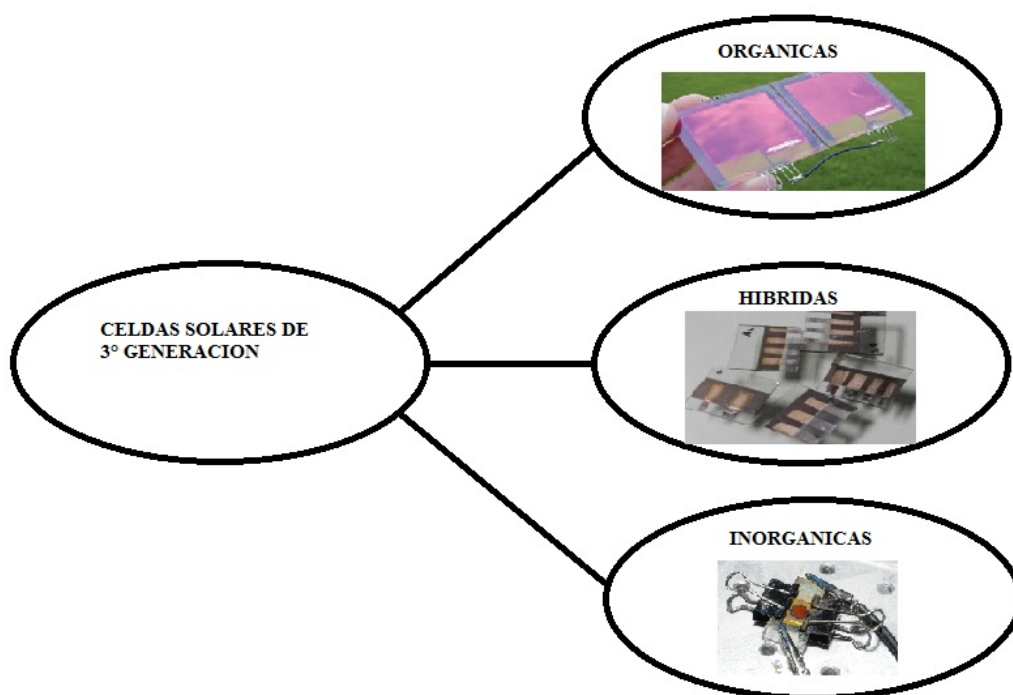 ORGANICAS
CELDAS SOLARES DE
3° GENERACION
HIBRIDAS
INORGANICAS